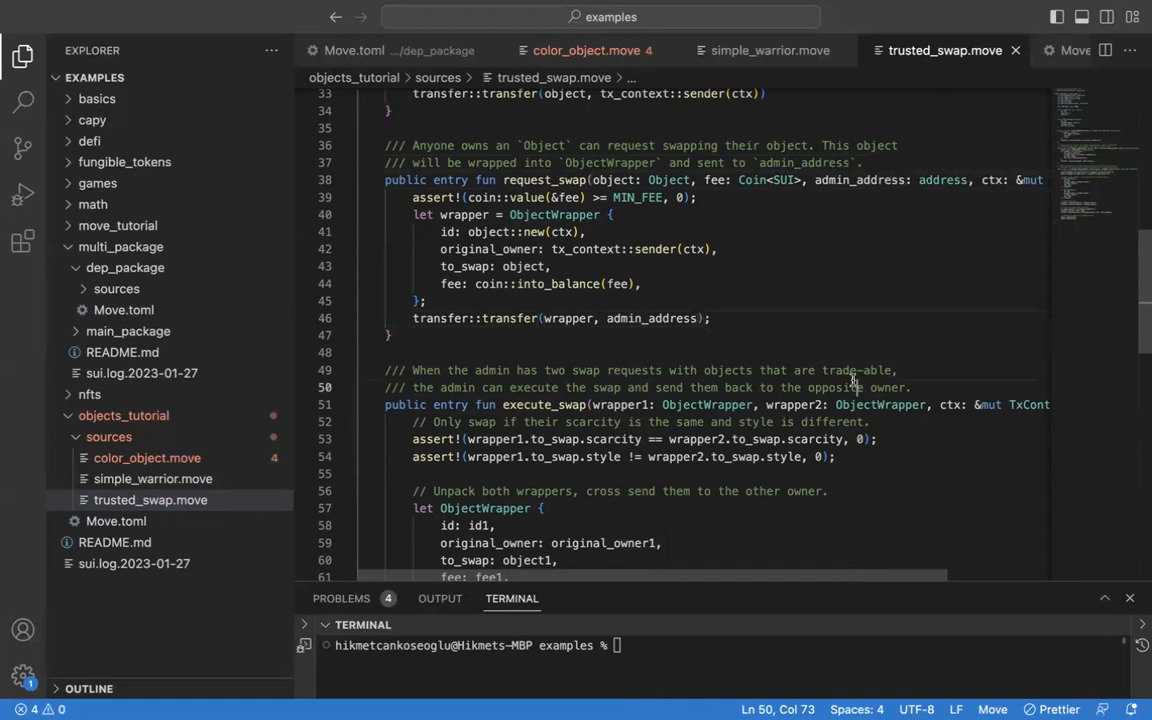 examples
EXPLORER
Move.toml .../dep_package
color_object.move 4
simple_warrior.move
trusted_swap.move
Move
EXAMPLES
objects_tutorial > sources > trusted_swap.move > ...
basics
capy
defi
fungible_tokens
games
math
move_tutorial
multi_package
dep_package
sources
Move.toml
main_package
README.md
sui.log.2023-01-27
nfts
objects_tutorial
sources
color_object.move 4
simple_warrior.move
trusted_swap.move
Move.toml
README.md
sui.log.2023-01-27
OUTLINE
33 transfer::transfer(object, tx_context::sender(ctx))
34 }
35
36 /// Anyone owns an `Object` can request swapping their object. This object
37 /// will be wrapped into `ObjectWrapper` and sent to `admin_address`.
38 public entry fun request_swap(object: Object, fee: Coin<SUI>, admin_address: address, ctx: &mut
39 assert!(coin::value(&fee) >= MIN_FEE, 0);
40 let wrapper = ObjectWrapper {
41 id: object::new(ctx),
42 original_owner: tx_context::sender(ctx),
43 to_swap: object,
44 fee: coin::into_balance(fee),
45 };
46 transfer::transfer(wrapper, admin_address);
47 }
48
49 /// When the admin has two swap requests with objects that are trade-able,
50 /// the admin can execute the swap and send them back to the opposite owner.
51 public entry fun execute_swap(wrapper1: ObjectWrapper, wrapper2: ObjectWrapper, ctx: &mut TxCont
52 // Only swap if their scarcity is the same and style is different.
53 assert!(wrapper1.to_swap.scarcity == wrapper2.to_swap.scarcity, 0);
54 assert!(wrapper1.to_swap.style != wrapper2.to_swap.style, 0);
55
56 // Unpack both wrappers, cross send them to the other owner.
57 let ObjectWrapper {
58 id: id1,
59 original_owner: original_owner1,
60 to_swap: object1,
61 fee: fee1,
PROBLEMS 4 OUTPUT TERMINAL
TERMINAL
hikmetcankoseoglu@Hikmets-MBP examples %
1
4 0
Ln 50, Col 73
Spaces: 4
UTF-8
LF
Move
Prettier